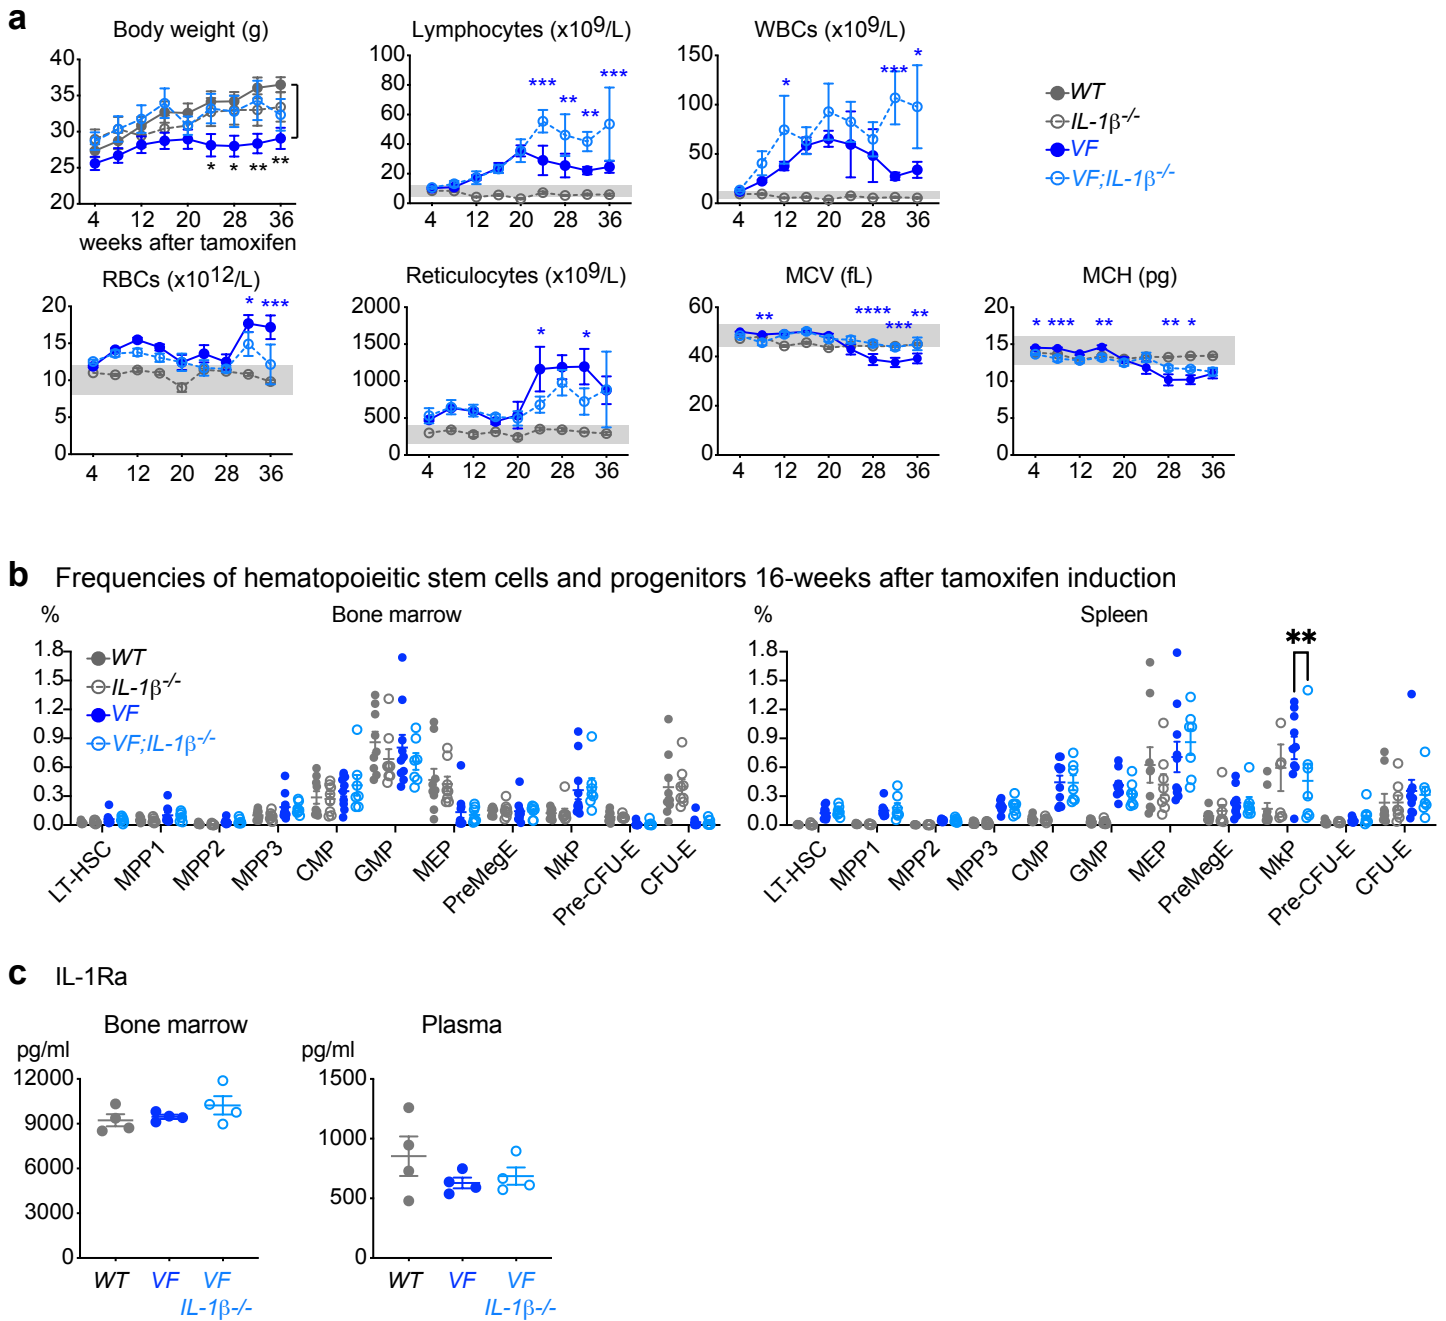 a
Body weight (g)
40
35
30
25
20
* * ** **
4 12 20 28 36
weeks after tamoxifen
Lymphocytes (x10⁹/L)
100
80
60
40
20
0
*** ** ** ***
4 12 20 28 36
WBCs (x10⁹/L)
150
100
50
0
* *** *
4 12 20 28 36
WT
IL-1β-/-
VF
VF;IL-1β-/-
RBCs (x10¹²/L)
20
15
10
5
0
* ***
4 12 20 28 36
Reticulocytes (x10⁹/L)
2000
1500
1000
500
0
* *
4 12 20 28 36
MCV (fL)
60
40
20
0
** **** *** **
4 12 20 28 36
MCH (pg)
20
15
10
5
0
* *** ** ** *
4 12 20 28 36
b Frequencies of hematopoieitic stem cells and progenitors 16-weeks after tamoxifen induction
% Bone marrow
1.8
1.5
1.2
0.9
0.6
0.3
0.0
WT
IL-1β-/-
VF
VF;IL-1β-/-
LT-HSC MPP1 MPP2 MPP3 CMP GMP MEP PreMegE MkP Pre-CFU-E CFU-E
% Spleen
1.8
1.5
1.2
0.9
0.6
0.3
0.0
**
LT-HSC MPP1 MPP2 MPP3 CMP GMP MEP PreMegE MkP Pre-CFU-E CFU-E
c IL-1Ra
Bone marrow
pg/ml
12000
9000
6000
3000
0
WT VF VF
IL-1β-/-
Plasma
pg/ml
1500
1000
500
0
WT VF VF
IL-1β-/-